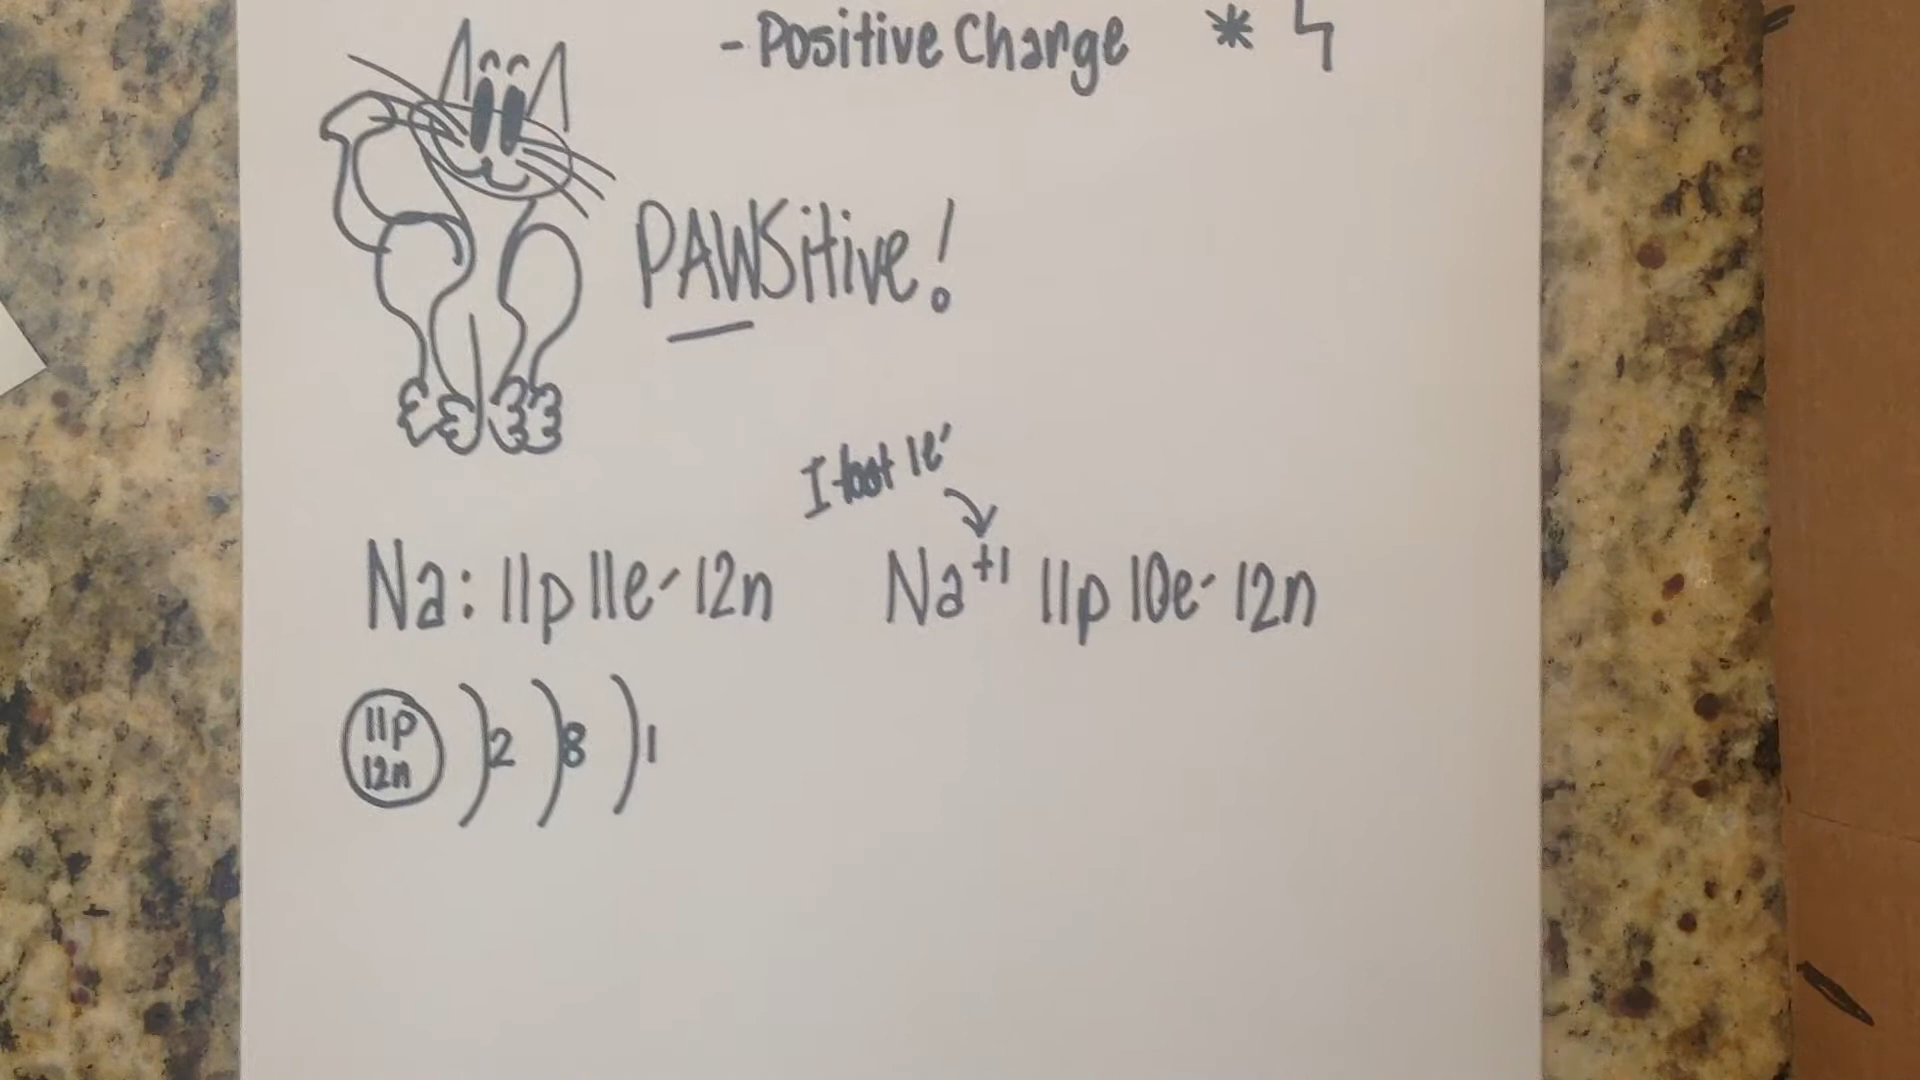 - Positive Charge *
PAWSitive!
I lost 1e-
Na: 11p 11e- 12n Na+1 11p 10e- 12n
11p )2 )8 )1
12n